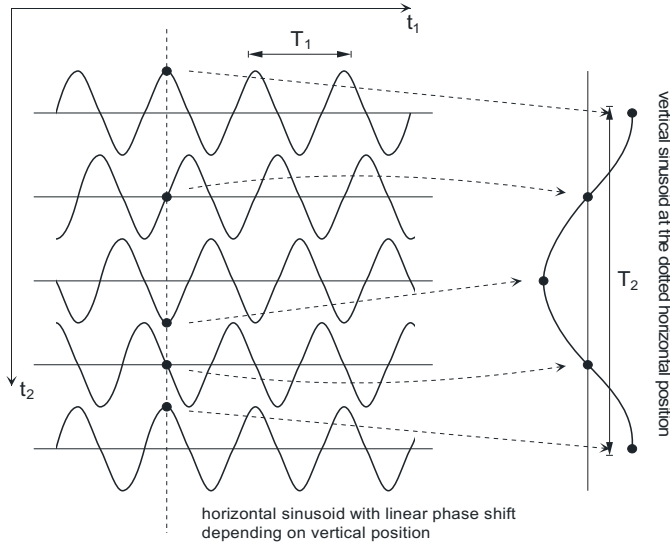 t1
T1
T2
vertical sinusoid at the dotted horizontal position
t2
horizontal sinusoid with linear phase shift
depending on vertical position